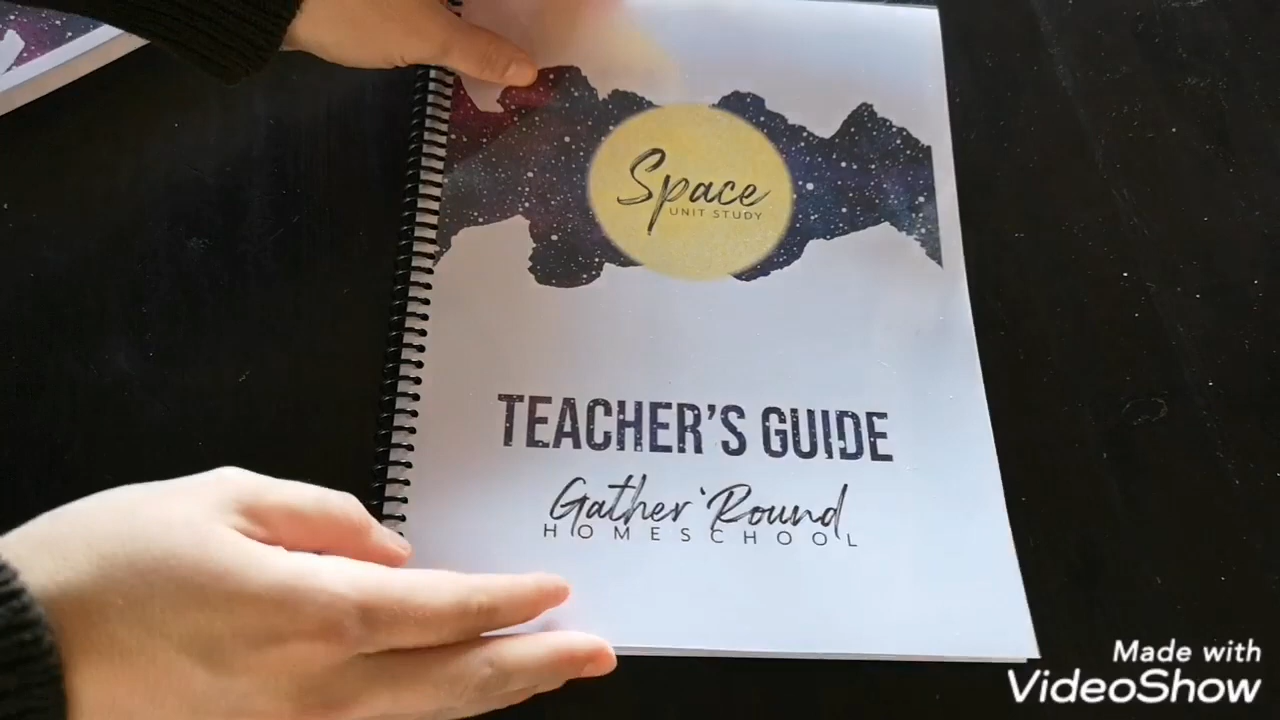 Space
UNIT STUDY
TEACHER'S GUIDE
Gather 'Round
HOMESCHOOL
Made with
VideoShow